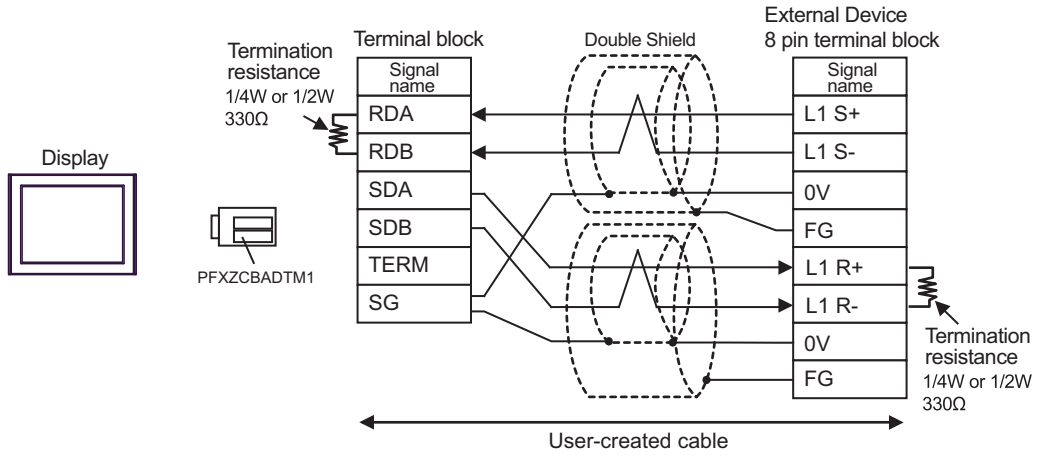 Display
PFXZCBADTM1
Termination
resistance
1/4W or 1/2W
330Ω
Terminal block
Signal
name
RDA
RDB
SDA
SDB
TERM
SG
Double Shield
External Device
8 pin terminal block
Signal
name
L1 S+
L1 S-
0V
FG
L1 R+
L1 R-
0V
FG
Termination
resistance
1/4W or 1/2W
330Ω
User-created cable